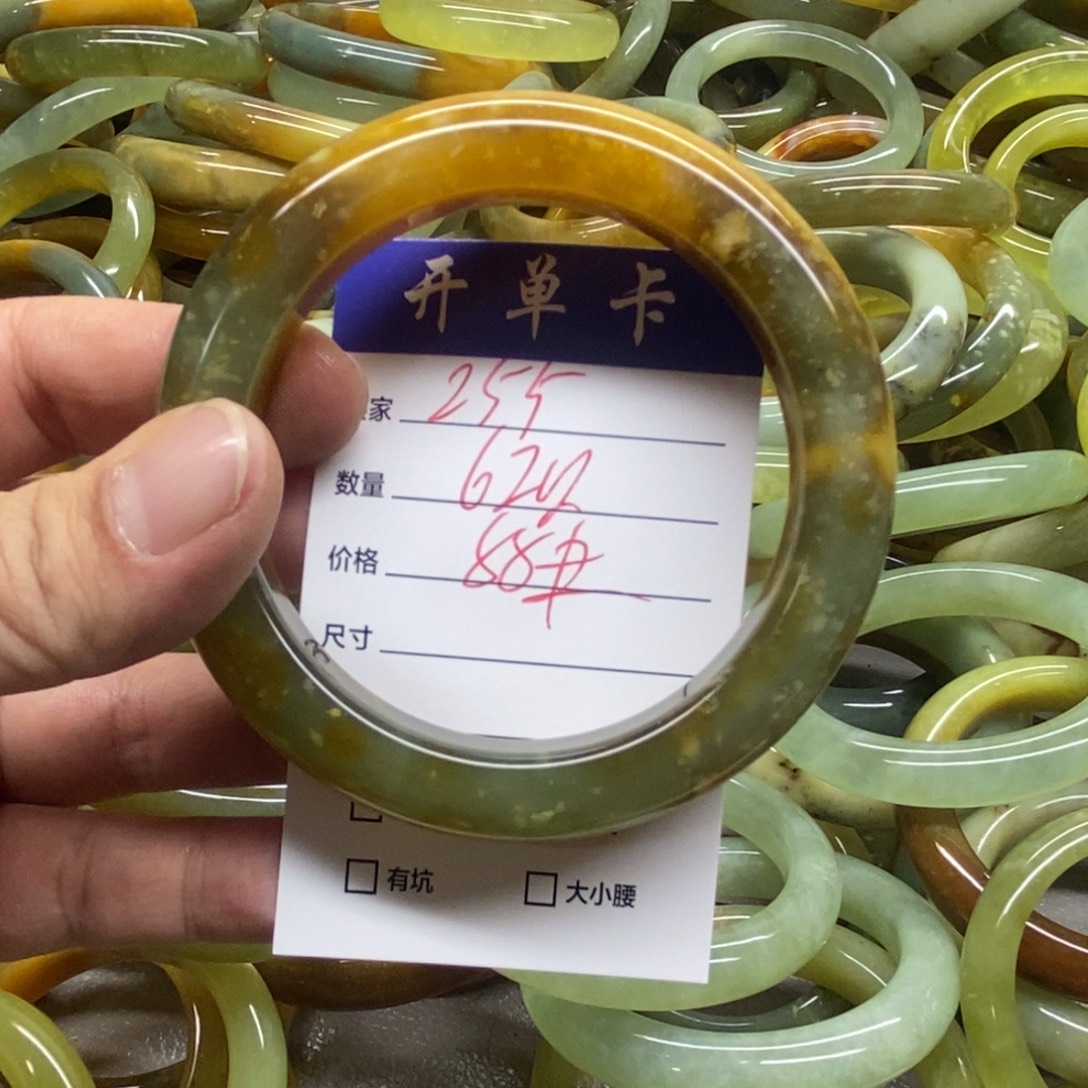 开单卡
家 255
数量 62
价格 88#
尺寸
有坑 大小腰